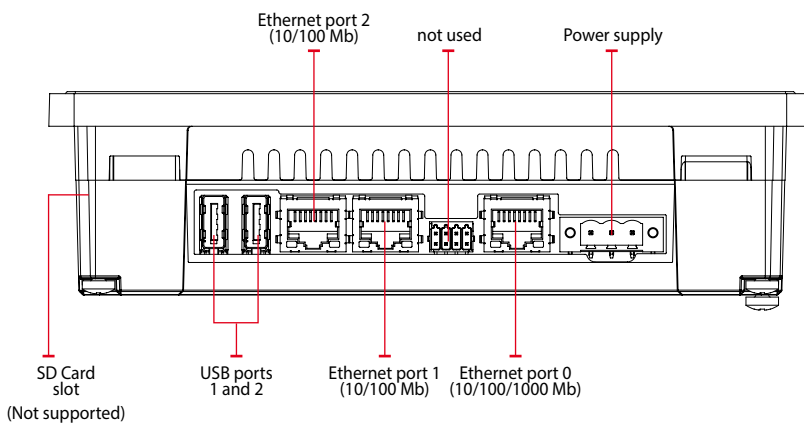 Ethernet port 2
(10/100 Mb)
not used
Power supply
SD Card
slot
(Not supported)
USB ports
1 and 2
Ethernet port 1
(10/100 Mb)
Ethernet port 0
(10/100/1000 Mb)